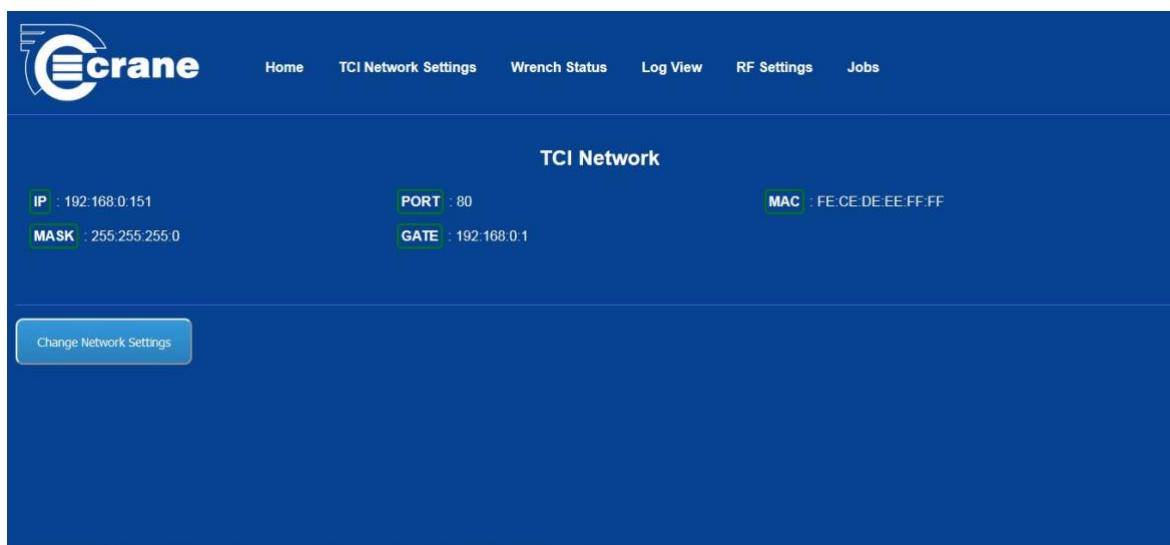 crane
Home TCI Network Settings Wrench Status Log View RF Settings Jobs
TCI Network
IP : 192:168:0:151 PORT : 80 MAC : FE:CE:DE:EE:FF:FF
MASK : 255:255:255:0 GATE : 192:168:0:1
Change Network Settings